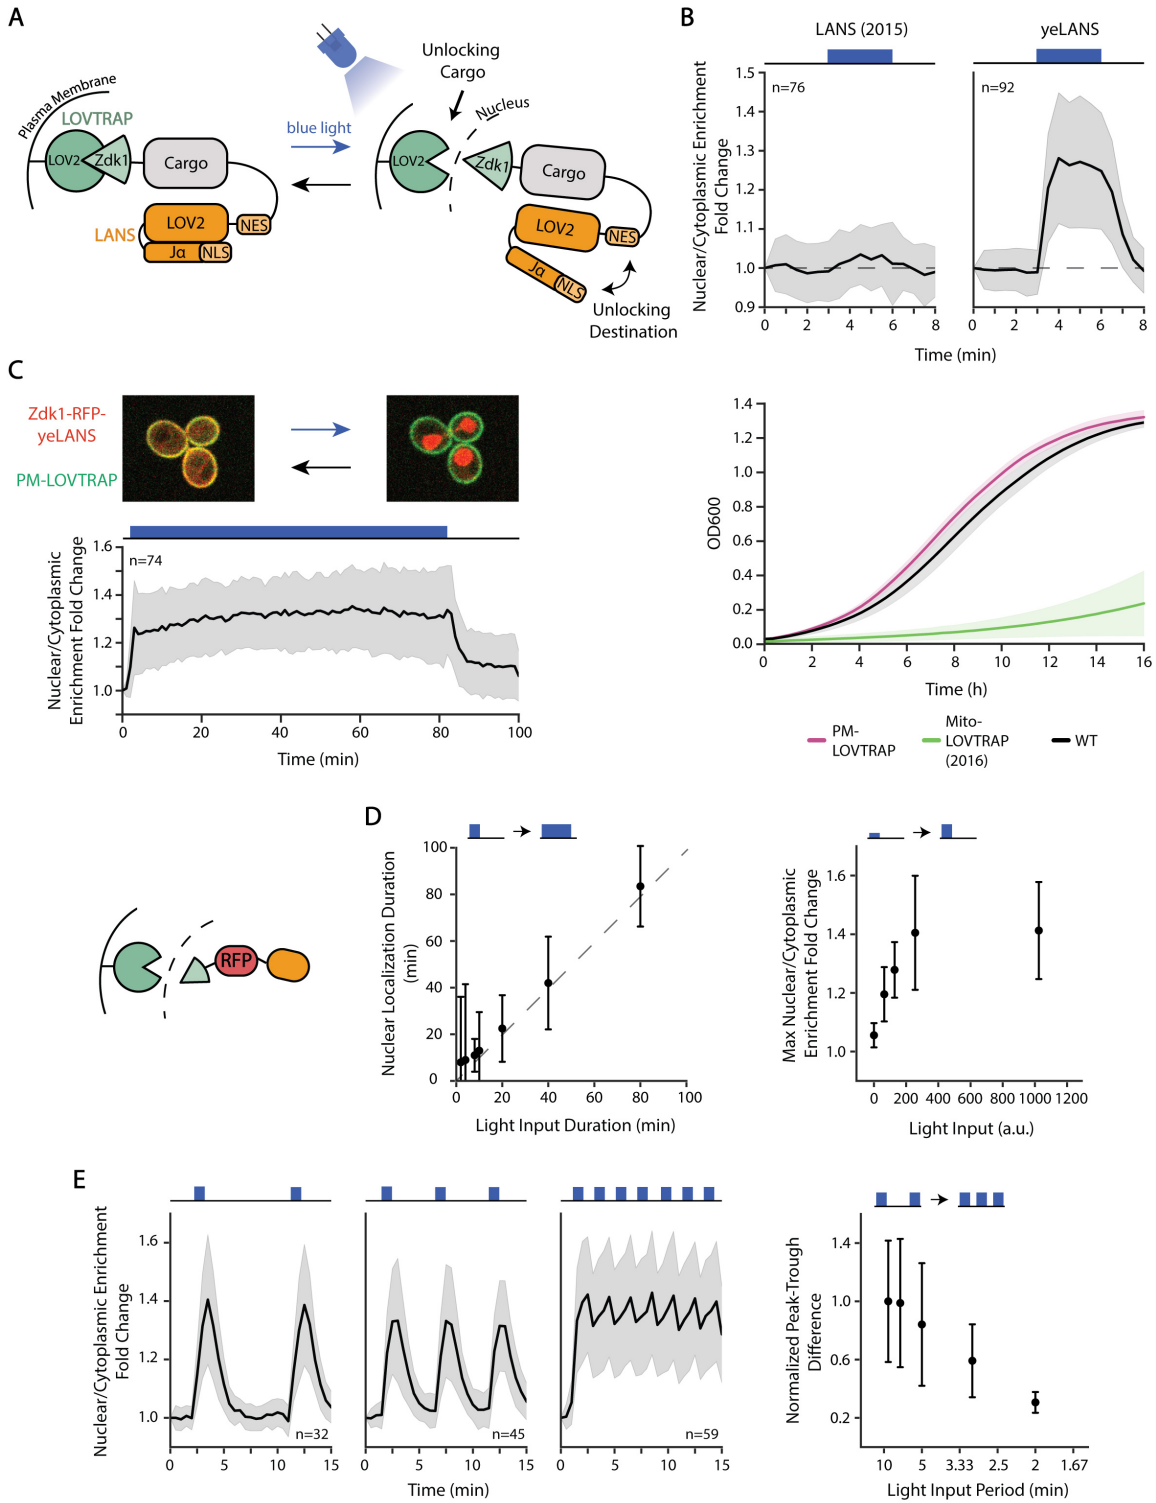 A
Plasma Membrane
LOVTRAP
LOV2
Zdk1
Cargo
LANS
LOV2
NES
Jα
NLS
blue light
Unlocking
Cargo
Nucleus
LOV2
Zdk1
Cargo
LOV2
NES
Jα
NLS
Unlocking
Destination
B
LANS (2015)
yeLANS
Nuclear/Cytoplasmic Enrichment
Fold Change
1.5
1.4
1.3
1.2
1.1
1.0
0.9
n=76
n=92
0 2 4 6 8
0 2 4 6 8
Time (min)
C
Zdk1-RFP-
yeLANS
PM-LOVTRAP
Nuclear/Cytoplasmic
Enrichment Fold Change
1.6
1.4
1.2
1.0
n=74
0 20 40 60 80 100
Time (min)
OD600
1.4
1.2
1.0
0.8
0.6
0.4
0.2
0.0
0 2 4 6 8 10 12 14 16
Time (h)
PM-
LOVTRAP
Mito-
LOVTRAP
(2016)
WT
RFP
D
Nuclear Localization Duration
(min)
100
80
60
40
20
0
0 20 40 60 80 100
Light Input Duration (min)
Max Nuclear/Cytoplasmic
Enrichment Fold Change
1.6
1.4
1.2
1.0
0 200 400 600 800 1000 1200
Light Input (a.u.)
E
Nuclear/Cytoplasmic Enrichment
Fold Change
1.6
1.4
1.2
1.0
n=32
n=45
n=59
0 5 10 15
0 5 10 15
0 5 10 15
Time (min)
Normalized Peak-Trough
Difference
1.4
1.0
0.6
0.2
10 5 3.33 2.5 2 1.67
Light Input Period (min)